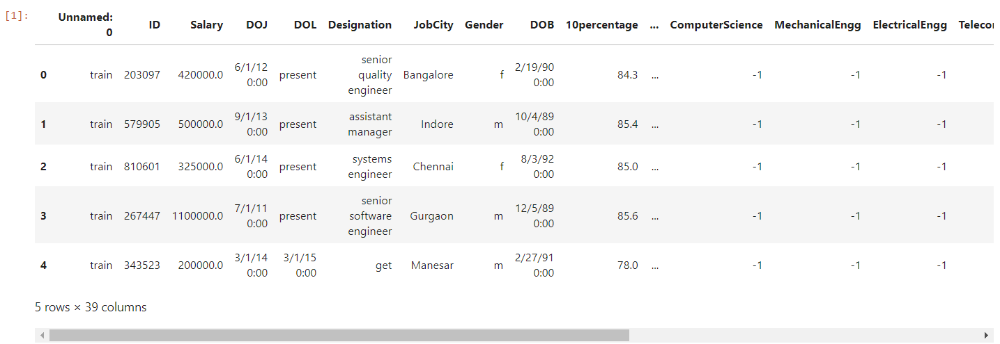 [1]:
Unnamed: 0 ID Salary DOJ DOL Designation JobCity Gender DOB 10percentage ... ComputerScience MechanicalEngg ElectricalEngg Telecor
0 train 203097 420000.0 6/1/12 0:00 present senior quality engineer Bangalore f 2/19/90 0:00 84.3 ... -1 -1 -1
1 train 579905 500000.0 9/1/13 0:00 present assistant manager Indore m 10/4/89 0:00 85.4 ... -1 -1 -1
2 train 810601 325000.0 6/1/14 0:00 present systems engineer Chennai f 8/3/92 0:00 85.0 ... -1 -1 -1
3 train 267447 1100000.0 7/1/11 0:00 present senior software engineer Gurgaon m 12/5/89 0:00 85.6 ... -1 -1 -1
4 train 343523 200000.0 3/1/14 0:00 3/1/15 0:00 get Manesar m 2/27/91 0:00 78.0 ... -1 -1 -1
5 rows × 39 columns